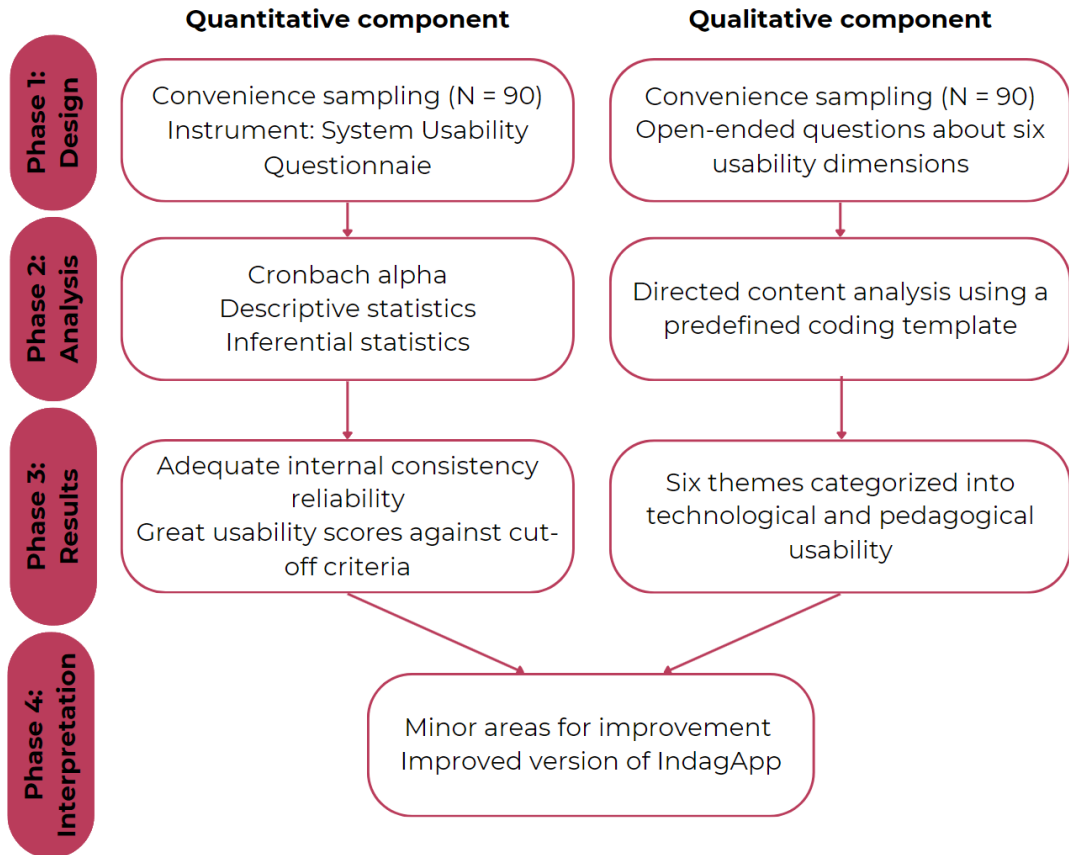 Quantitative component
Qualitative component
Phase 1:
Design
Convenience sampling (N = 90)
Instrument: System Usability
Questionnaie
Convenience sampling (N = 90)
Open-ended questions about six
usability dimensions
Phase 2:
Analysis
Cronbach alpha
Descriptive statistics
Inferential statistics
Directed content analysis using a
predefined coding template
Phase 3:
Results
Adequate internal consistency
reliability
Great usability scores against cut-
off criteria
Six themes categorized into
technological and pedagogical
usability
Phase 4:
Interpretation
Minor areas for improvement
Improved version of IndagApp